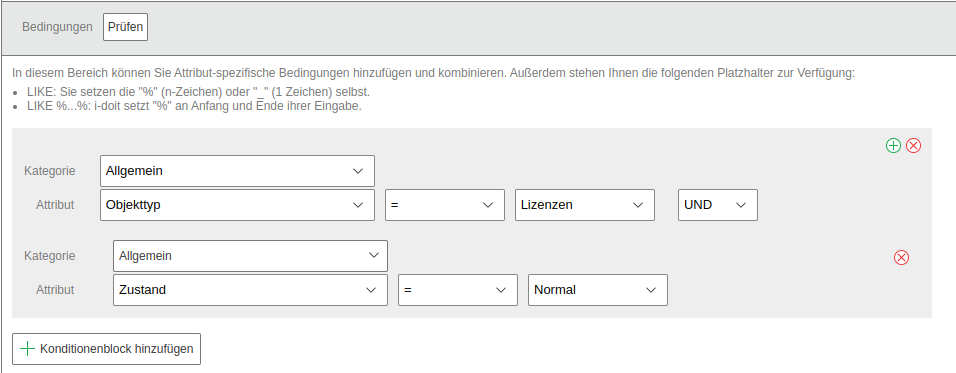 Bedingungen Prüfen
In diesem Bereich können Sie Attribut-spezifische Bedingungen hinzufügen und kombinieren. Außerdem stehen Ihnen die folgenden Platzhalter zur Verfügung:
• LIKE: Sie setzen die "%" (n-Zeichen) oder "_" (1 Zeichen) selbst.
• LIKE %...%: i-doit setzt "%" an Anfang und Ende ihrer Eingabe.
Kategorie Allgemein
Attribut Objekttyp = Lizenzen UND
Kategorie Allgemein
Attribut Zustand = Normal
Konditionenblock hinzufügen